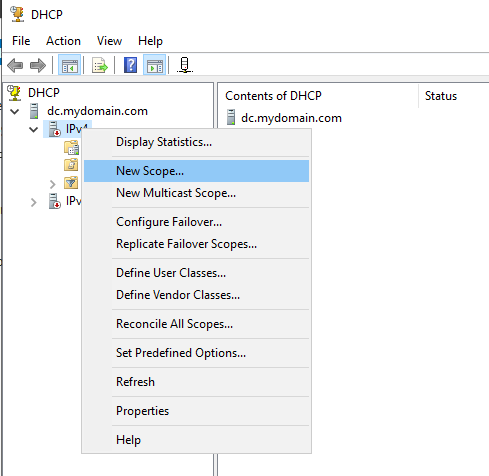 DHCP
File Action View Help
DHCP
dc.mydomain.com
IPv4
IPv
Contents of DHCP Status
dc.mydomain.com
Display Statistics...
New Scope...
New Multicast Scope...
Configure Failover...
Replicate Failover Scopes...
Define User Classes...
Define Vendor Classes...
Reconcile All Scopes...
Set Predefined Options...
Refresh
Properties
Help